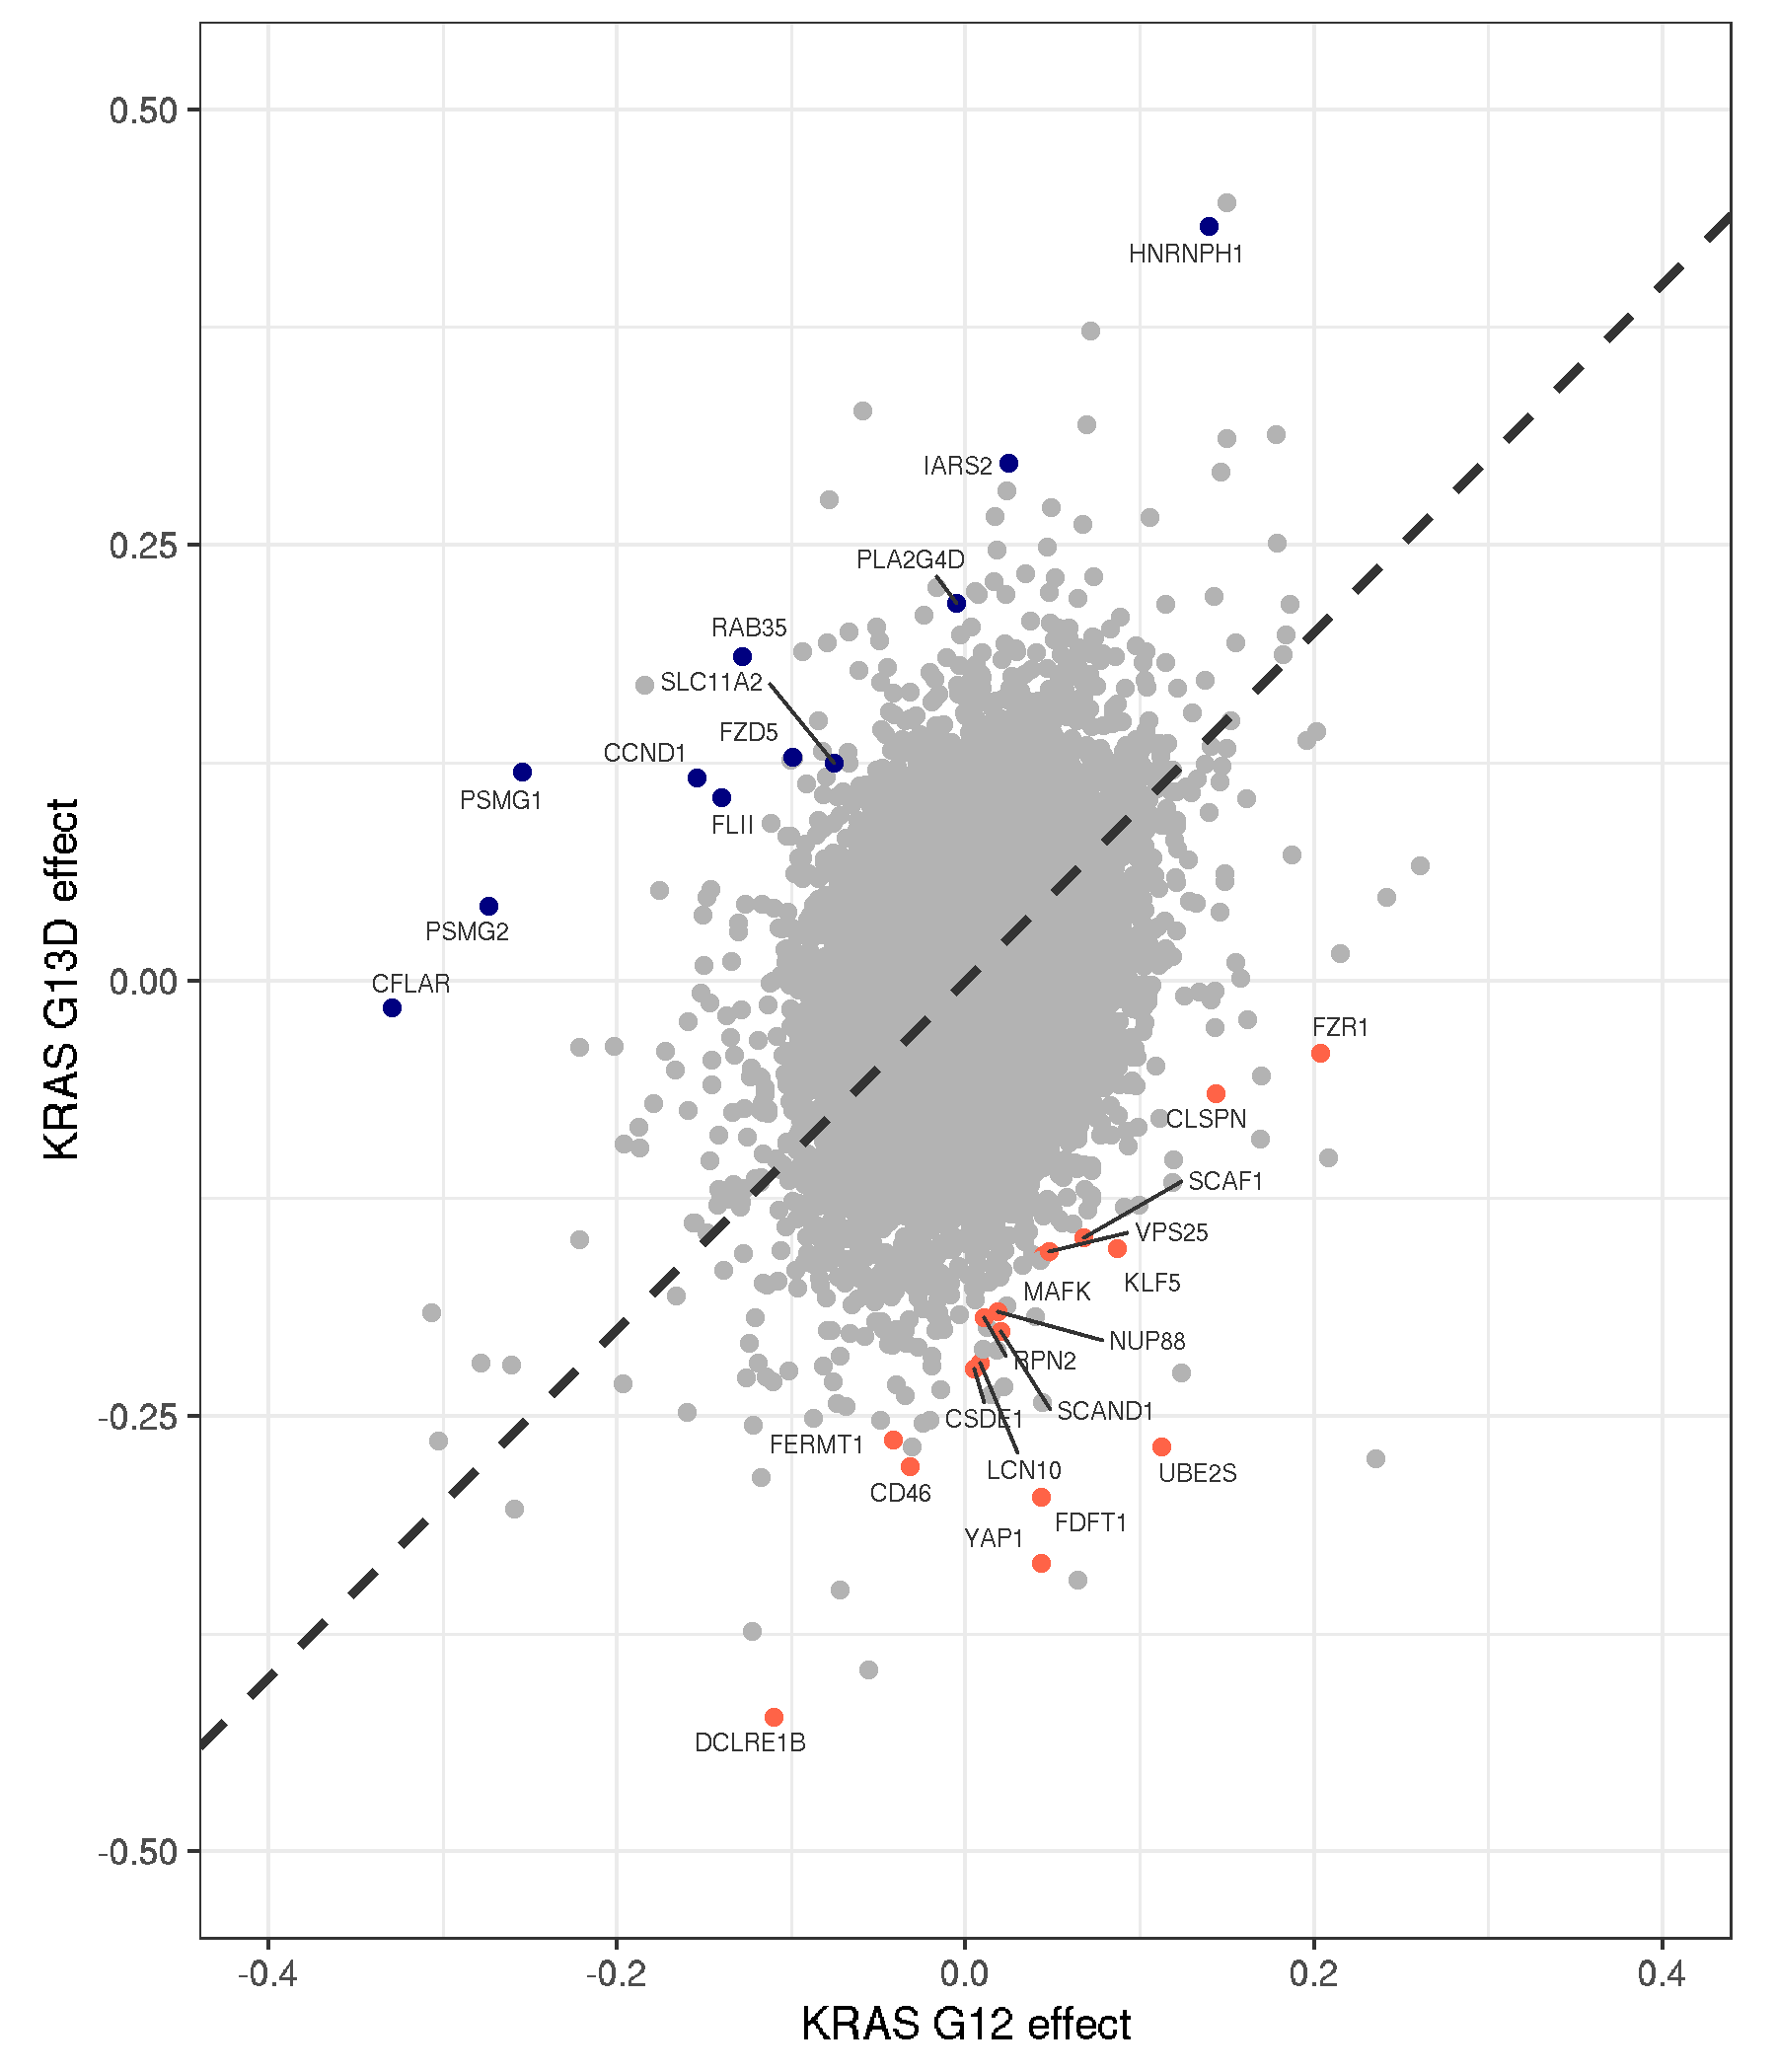 0.50
HNRNPH1
IARS2
0.25
PLA2G4D
RAB35
SLC11A2
FZD5
CCND1
PSMG1
FLII
PSMG2
CFLAR
0.00
KRAS G13D effect
FZR1
CLSPN
SCAF1
VPS25
KLF5
MAFK
NUP88
RPN2
SCAND1
CSDE1
-0.25
FERMT1
LCN10
UBE2S
CD46
FDFT1
YAP1
DCLRE1B
-0.50
-0.4 -0.2 0.0 0.2 0.4
KRAS G12 effect